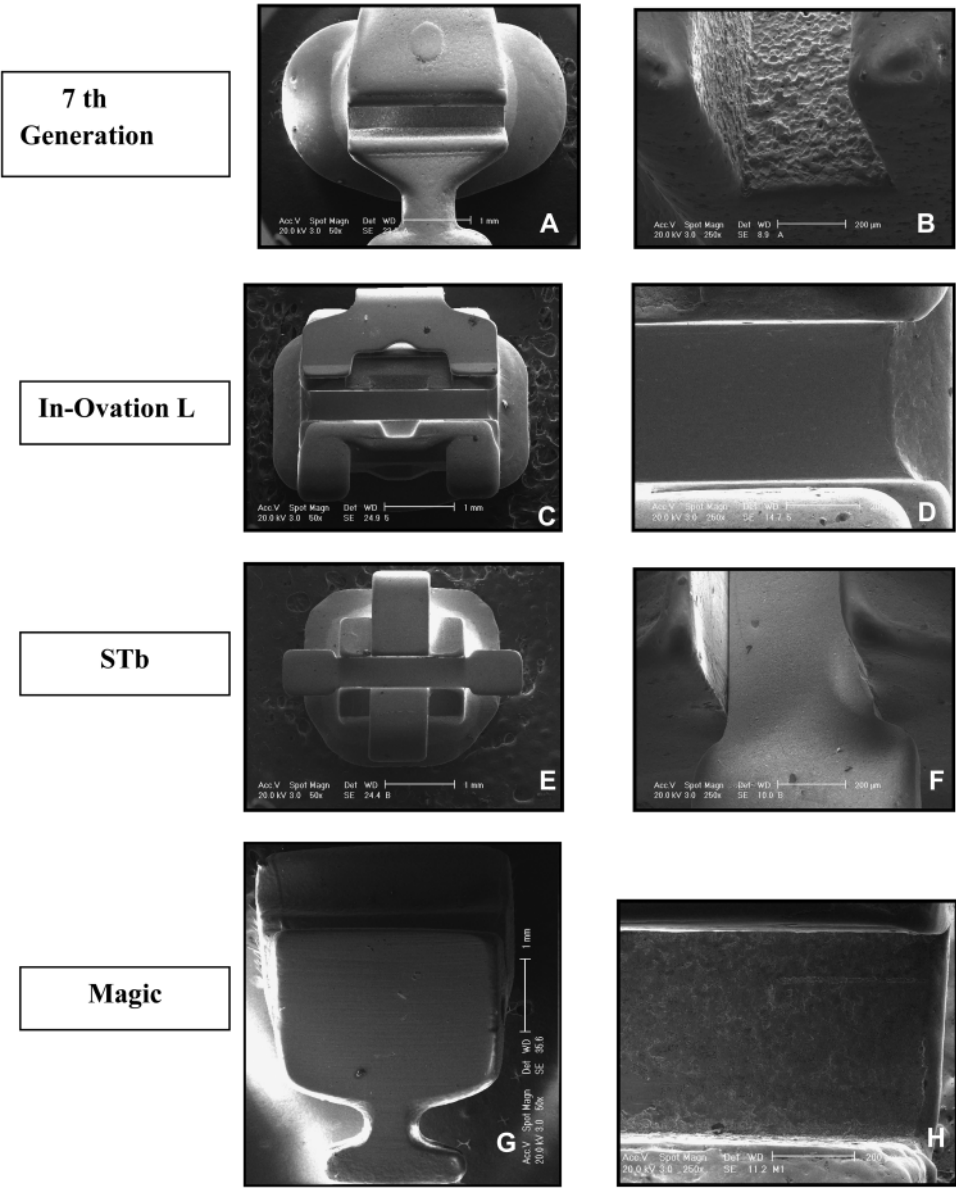 7 th
Generation
Acc.V Spot Magn Det WD 1 mm
20.0 kV 3.0 50x SE
A
Acc.V Spot Magn Det WD 200 µm
20.0 kV 3.0 250x SE 8.9 A
B
In-Ovation L
Acc.V Spot Magn Det WD 1 mm
20.0 kV 3.0 50x SE 24.9 5
C
Acc.V Spot Magn Det WD
20.0 kV 3.0 250x SE 14.7 5
D
STb
Acc.V Spot Magn Det WD 1 mm
20.0 kV 3.0 50x SE 24.4 B
E
Acc.V Spot Magn Det WD 200 µm
20.0 kV 3.0 250x SE 10.0 B
F
Magic
Acc.V Spot Magn Det WD 1 mm
20.0 kV 3.0 50x SE 35.6
G
Acc.V Spot Magn Det WD 200
20.0 kV 3.0 250x SE 11.2 M1
H